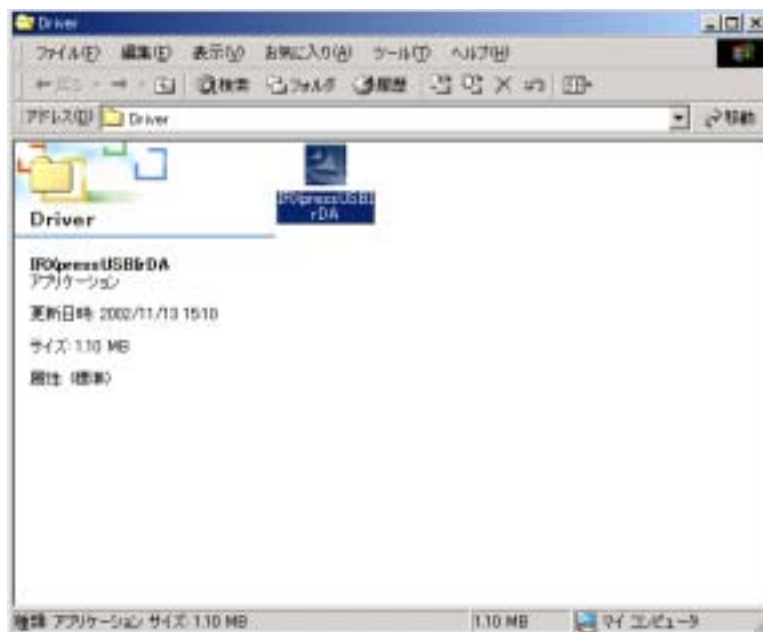 Driver
ファイル(F) 編集(E) 表示(V) お気に入り(A) ツール(T) ヘルプ(H)
検索 フォルダ 履歴
アドレス(D) Driver 移動
IRXpressUSBI
rDA
Driver
IRXpressUSBIrDA
アプリケーション
更新日時: 2002/11/13 15:10
サイズ: 1.10 MB
属性: (標準)
種類: アプリケーション サイズ: 1.10 MB 1.10 MB マイ コンピュータ